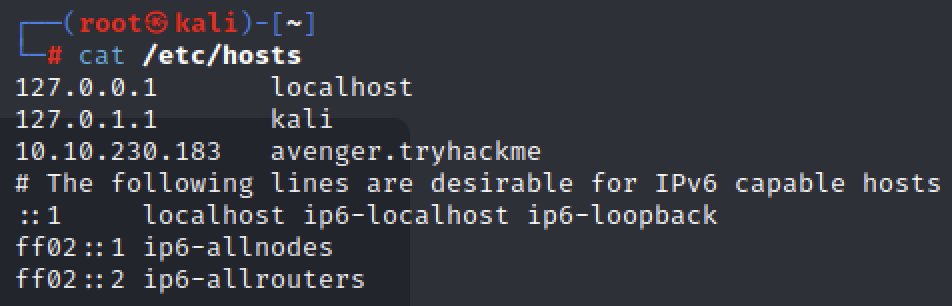 ┌──(root㉿kali)-[~]
└─# cat /etc/hosts
127.0.0.1       localhost
127.0.1.1       kali
10.10.230.183   avenger.tryhackme
# The following lines are desirable for IPv6 capable hosts
::1     localhost ip6-localhost ip6-loopback
ff02::1 ip6-allnodes
ff02::2 ip6-allrouters